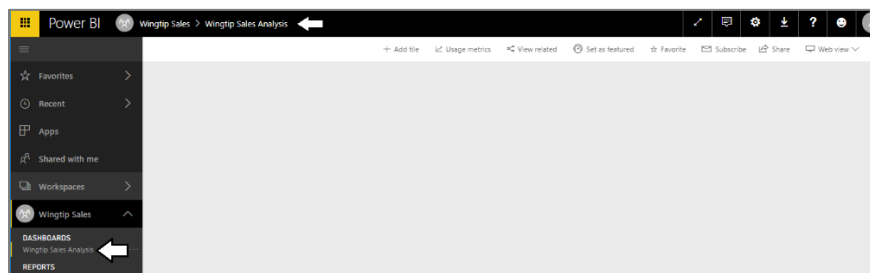 Power BI Wingtip Sales > Wingtip Sales Analysis ?
+ Add tile Usage metrics View related Set as featured Favorite Subscribe Share Web view
Favorites
Recent
Apps
Shared with me
Workspaces
Wingtip Sales
DASHBOARDS
Wingtip Sales Analysis ...
REPORTS